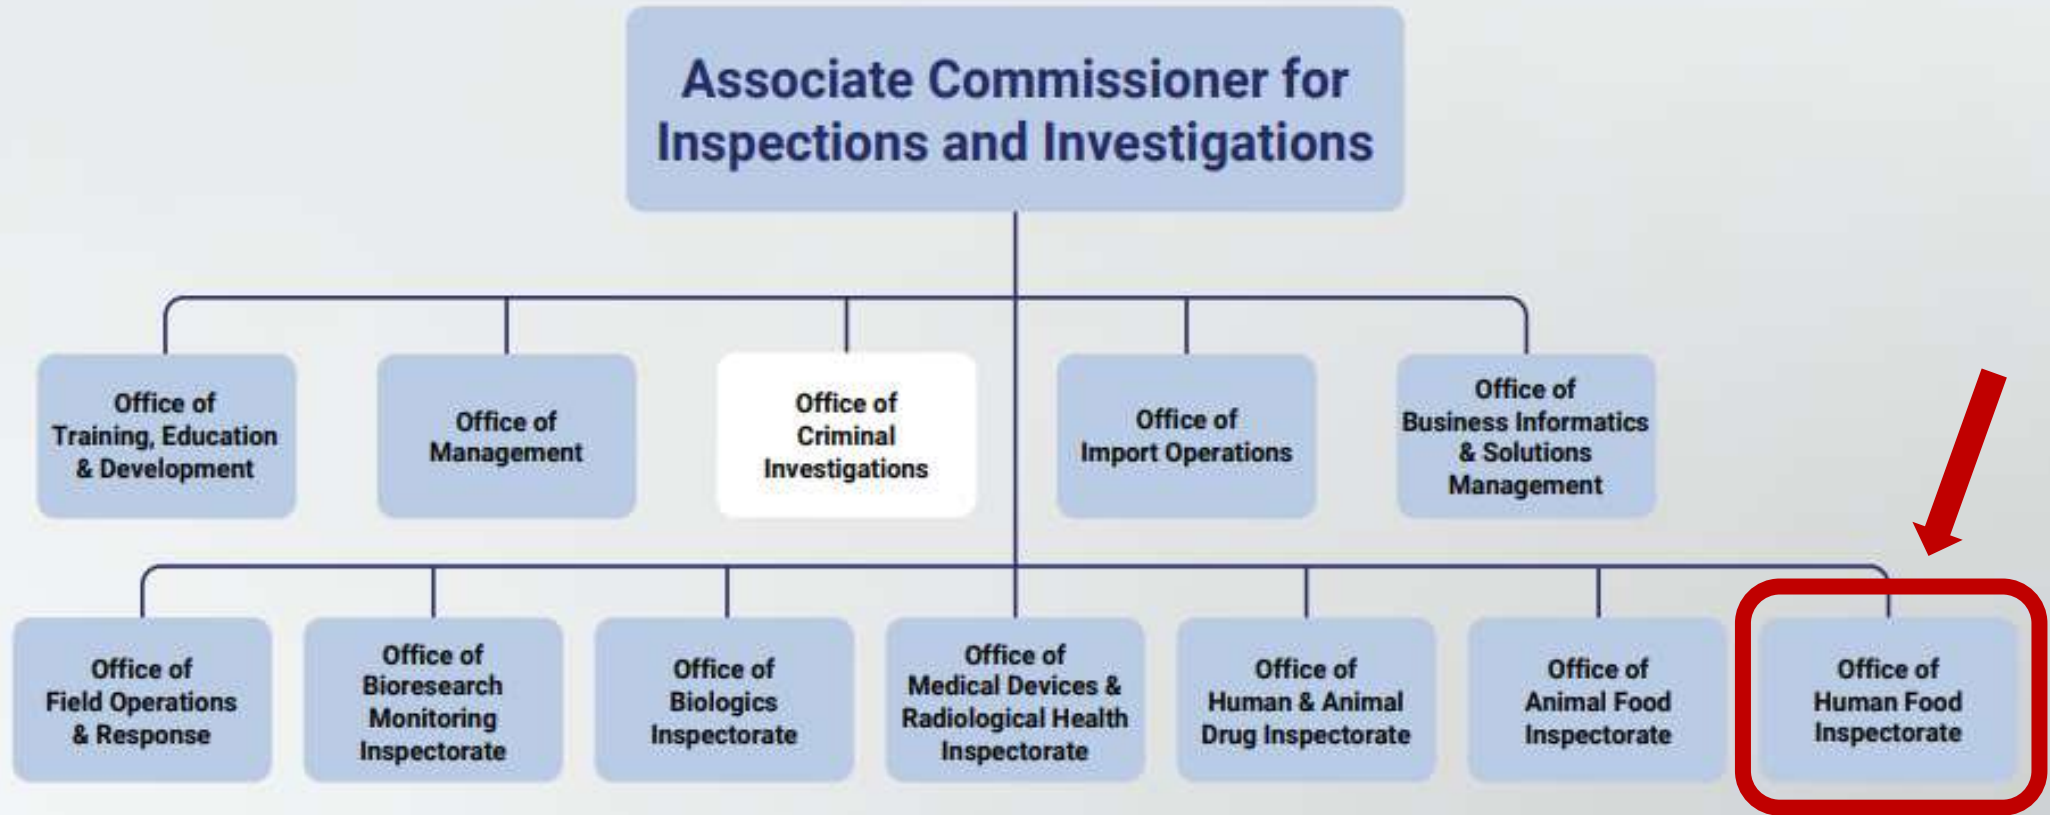 Associate Commissioner for
Inspections and Investigations
Office of
Training, Education
& Development
Office of
Management
Office of
Criminal
Investigations
Office of
Import Operations
Office of
Business Informatics
& Solutions
Management
Office of
Field Operations
& Response
Office of
Bioresearch
Monitoring
Inspectorate
Office of
Biologics
Inspectorate
Office of
Medical Devices &
Radiological Health
Inspectorate
Office of
Human & Animal
Drug Inspectorate
Office of
Animal Food
Inspectorate
Office of
Human Food
Inspectorate